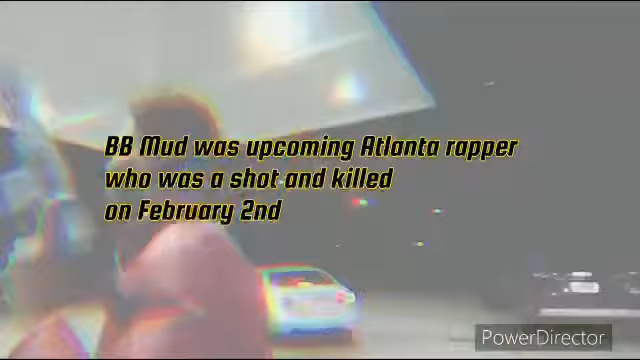 BB Mud was upcoming Atlanta rapper
who was a shot and killed
on February 2nd
PowerDirector